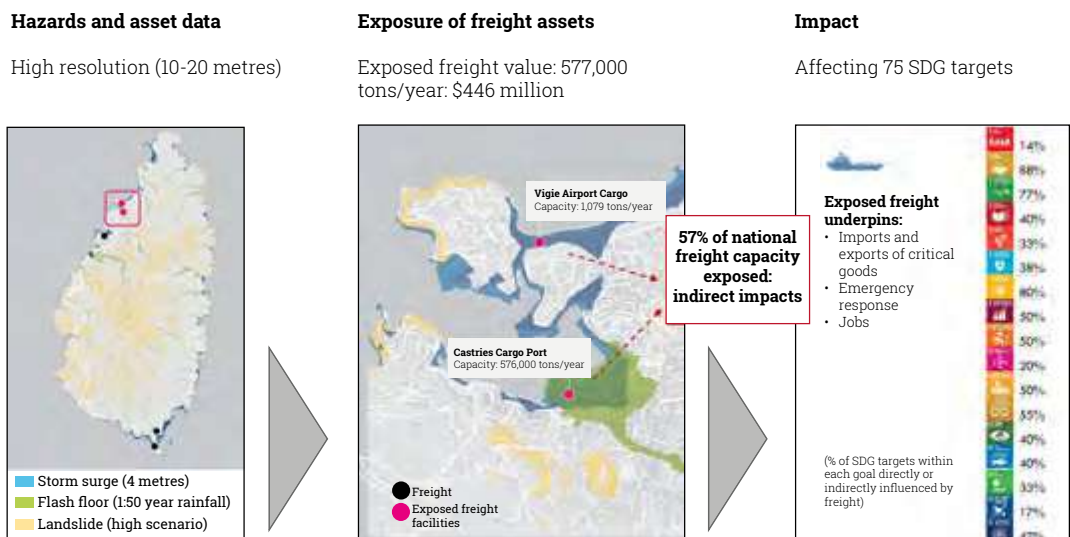 Hazards and asset data
High resolution (10-20 metres)
Storm surge (4 metres)
Flash floor (1:50 year rainfall)
Landslide (high scenario)
Exposure of freight assets
Exposed freight value: 577,000
tons/year: $446 million
Vigie Airport Cargo
Capacity: 1,079 tons/year
57% of national
freight capacity
exposed:
indirect impacts
Castries Cargo Port
Capacity: 576,000 tons/year
Freight
Exposed freight
facilities
Impact
Affecting 75 SDG targets
Exposed freight
underpins:
• Imports and
exports of critical
goods
• Emergency
response
• Jobs
(% of SDG targets within
each goal directly or
indirectly influenced by
freight)
14%
88%
77%
40%
33%
38%
80%
50%
50%
20%
50%
55%
40%
40%
33%
17%